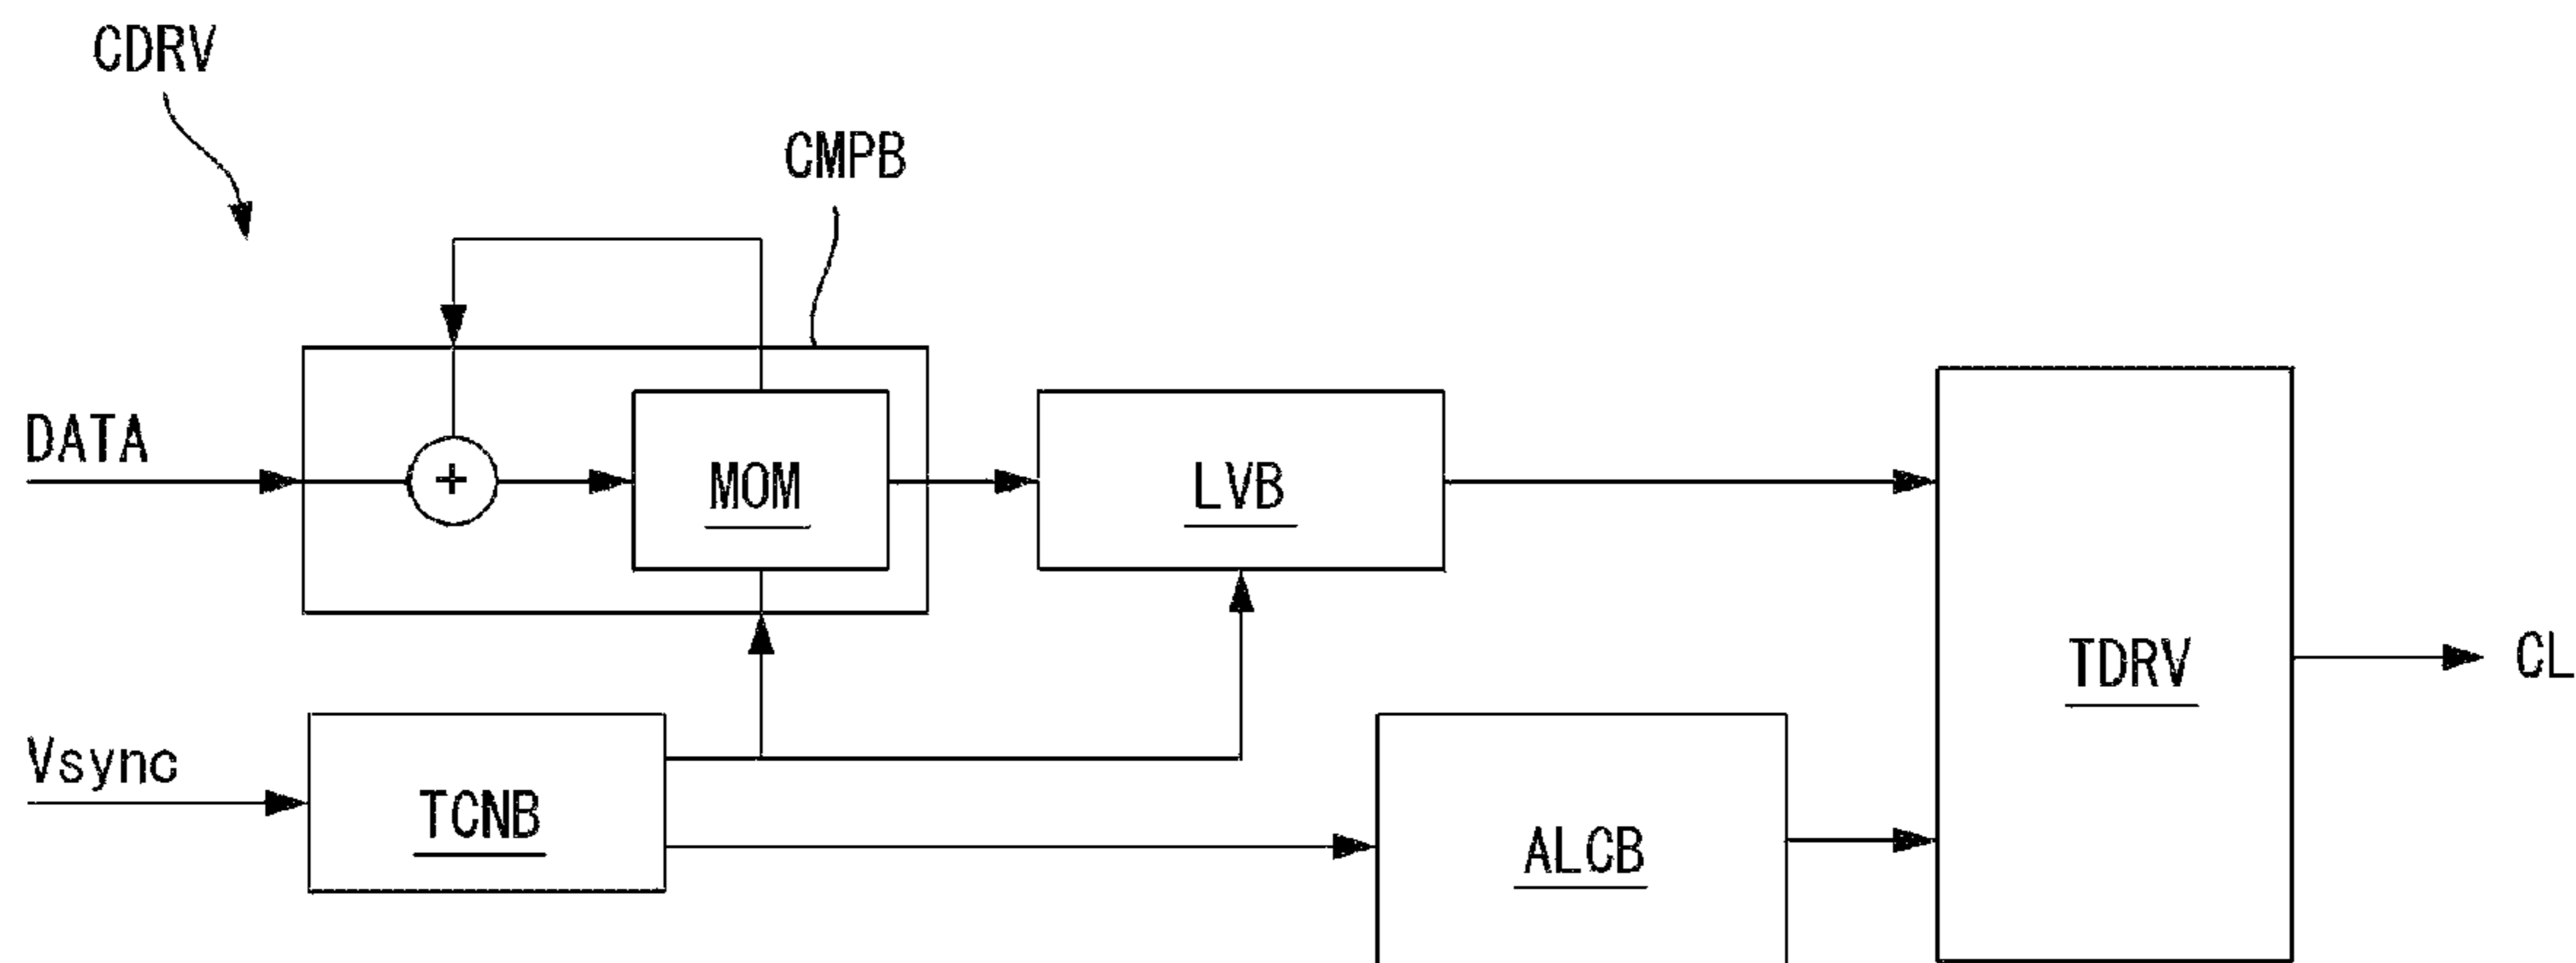 CDRV
CMPB
DATA
+
MOM
LVB
TDRV
CL
Vsync
TCNB
ALCB